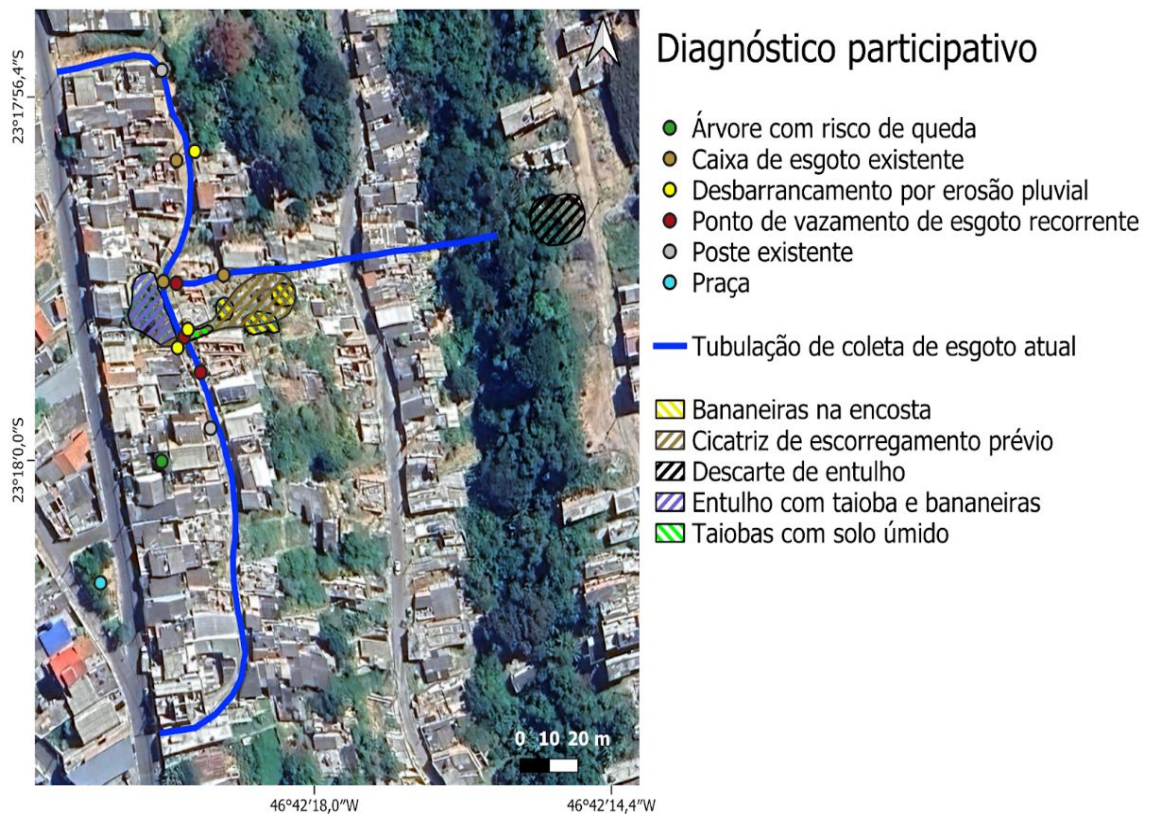 Diagnóstico participativo
Árvore com risco de queda
Caixa de esgoto existente
Desbarrancamento por erosão pluvial
Ponto de vazamento de esgoto recorrente
Poste existente
Praça
Tubulação de coleta de esgoto atual
Bananeiras na encosta
Cicatriz de escorregamento prévio
Descarte de entulho
Entulho com taioba e bananeiras
Taiobas com solo úmido
23°17'56,4"S
23°18'0,0"S
0 10 20 m
46°42'18,0"W
46°42'14,4"W